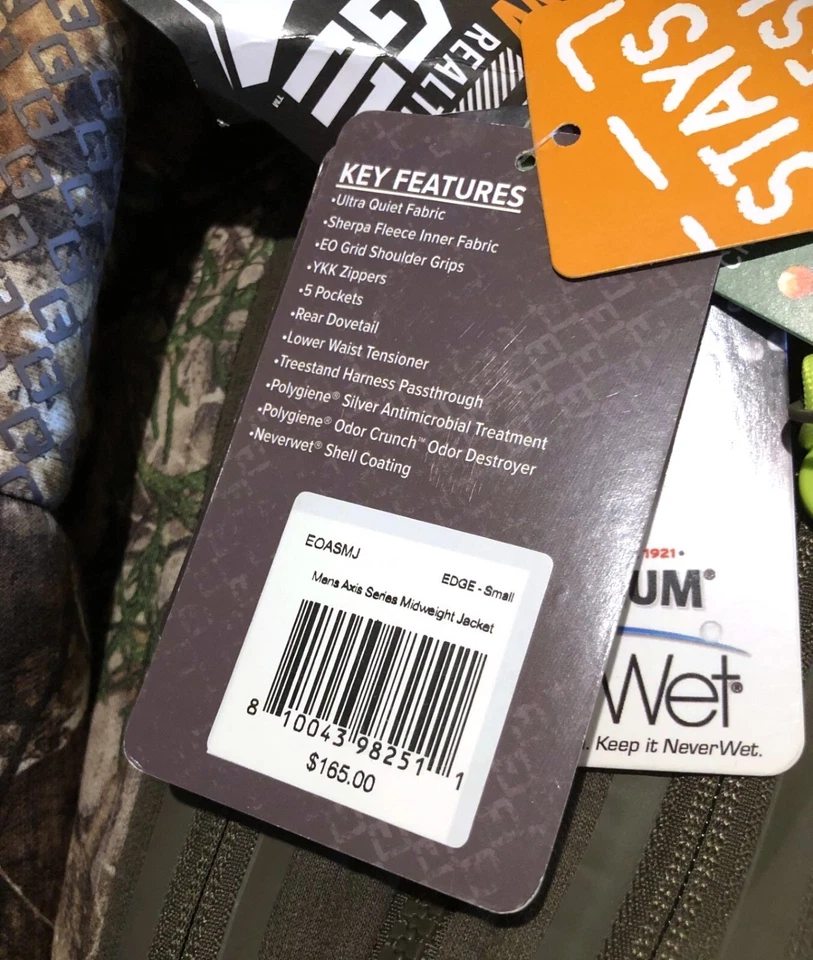 GE
™
REALT
STAYS
KEY FEATURES
•Ultra Quiet Fabric
•Sherpa Fleece Inner Fabric
•EO Grid Shoulder Grips
•YKK Zippers
•5 Pockets
•Rear Dovetail
•Lower Waist Tensioner
•Treestand Harness Passthrough
•Polygiene® Silver Antimicrobial Treatment
•Polygiene® Odor Crunch™ Odor Destroyer
•Neverwet® Shell Coating
EOASMJ
EDGE - Small
Mens Axis Series Midweight Jacket
8 10043 98251 1
$165.00
1921•
UM®
Wet®
. Keep it NeverWet.